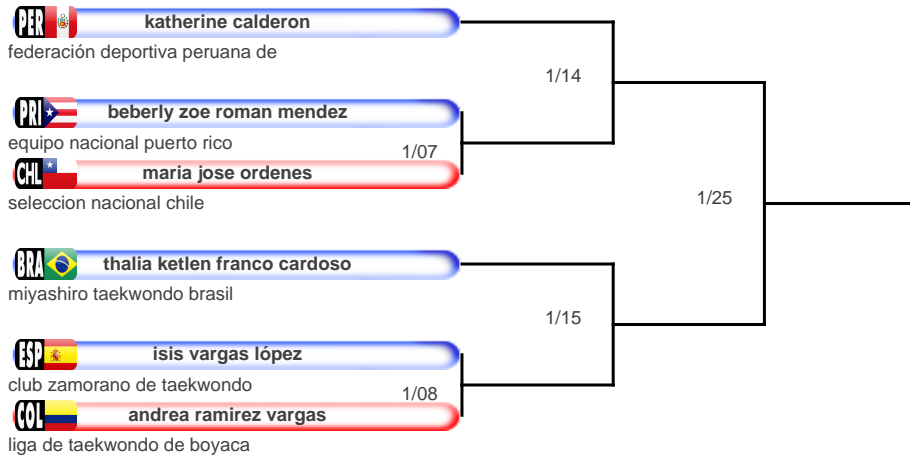 PER katherine calderon
federación deportiva peruana de
1/14
PRI beberly zoe roman mendez
equipo nacional puerto rico
1/07
CHL maria jose ordenes
seleccion nacional chile
1/25
BRA thalia ketlen franco cardoso
miyashiro taekwondo brasil
1/15
ESP isis vargas lópez
club zamorano de taekwondo
1/08
COL andrea ramirez vargas
liga de taekwondo de boyaca